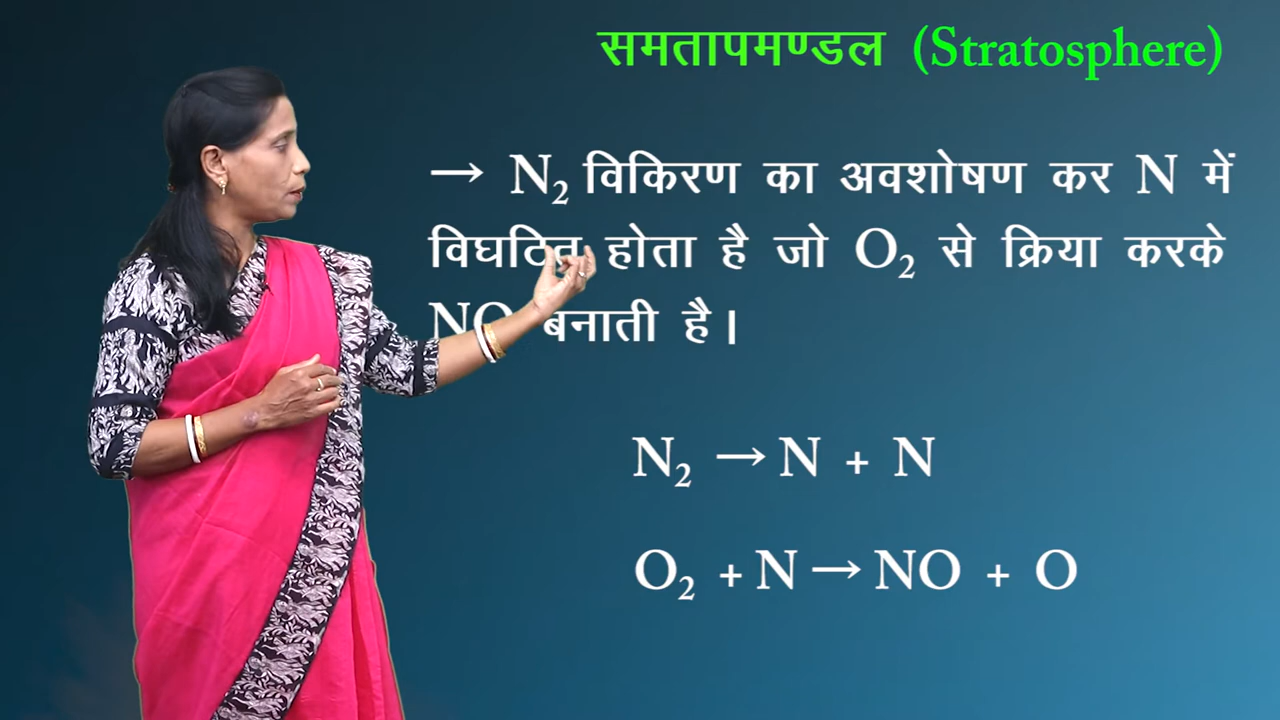 समतापमण्डल (Stratosphere)
→ N₂ विकिरण का अवशोषण कर N में
विघटित होता है जो O₂ से क्रिया करके
NO बनाती है।
N₂ → N + N
O₂ + N → NO + O